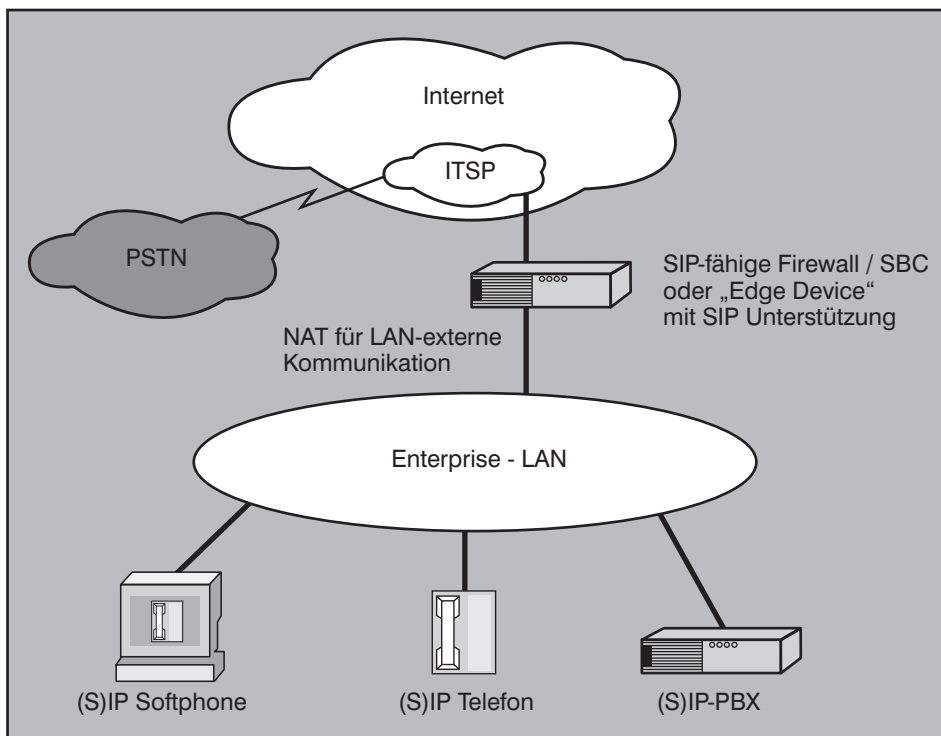 Internet
ITSP
PSTN
SIP-fähige Firewall / SBC
oder „Edge Device“
mit SIP Unterstützung
NAT für LAN-externe
Kommunikation
Enterprise - LAN
(S)IP Softphone
(S)IP Telefon
(S)IP-PBX